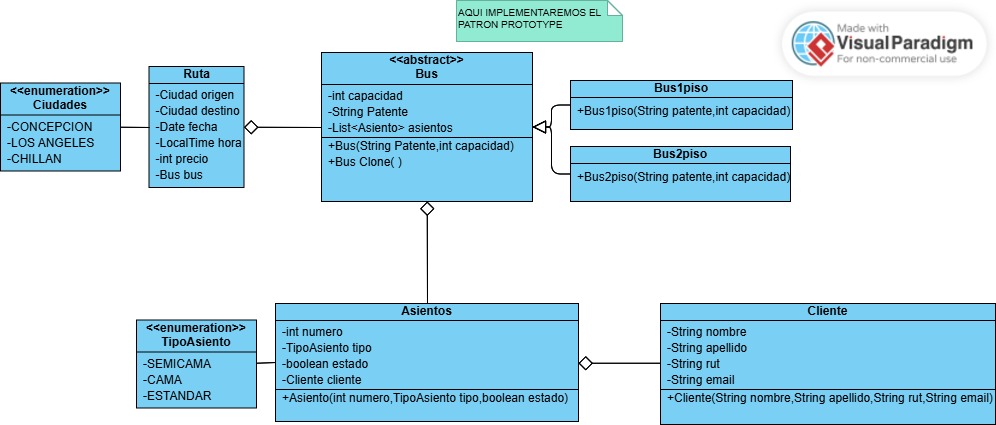 AQUI IMPLEMENTAREMOS EL
PATRON PROTOTYPE
Made with
Visual Paradigm
For non-commercial use
<<enumeration>>
Ciudades
-CONCEPCION
-LOS ANGELES
-CHILLAN
Ruta
-Ciudad origen
-Ciudad destino
-Date fecha
-LocalTime hora
-int precio
-Bus bus
<<abstract>>
Bus
-int capacidad
-String Patente
-List<Asiento> asientos
+Bus(String Patente,int capacidad)
+Bus Clone( )
Bus1piso
+Bus1piso(String patente,int capacidad)
Bus2piso
+Bus2piso(String patente,int capacidad)
<<enumeration>>
TipoAsiento
-SEMICAMA
-CAMA
-ESTANDAR
Asientos
-int numero
-TipoAsiento tipo
-boolean estado
-Cliente cliente
+Asiento(int numero,TipoAsiento tipo,boolean estado)
Cliente
-String nombre
-String apellido
-String rut
-String email
+Cliente(String nombre,String apellido,String rut,String email)